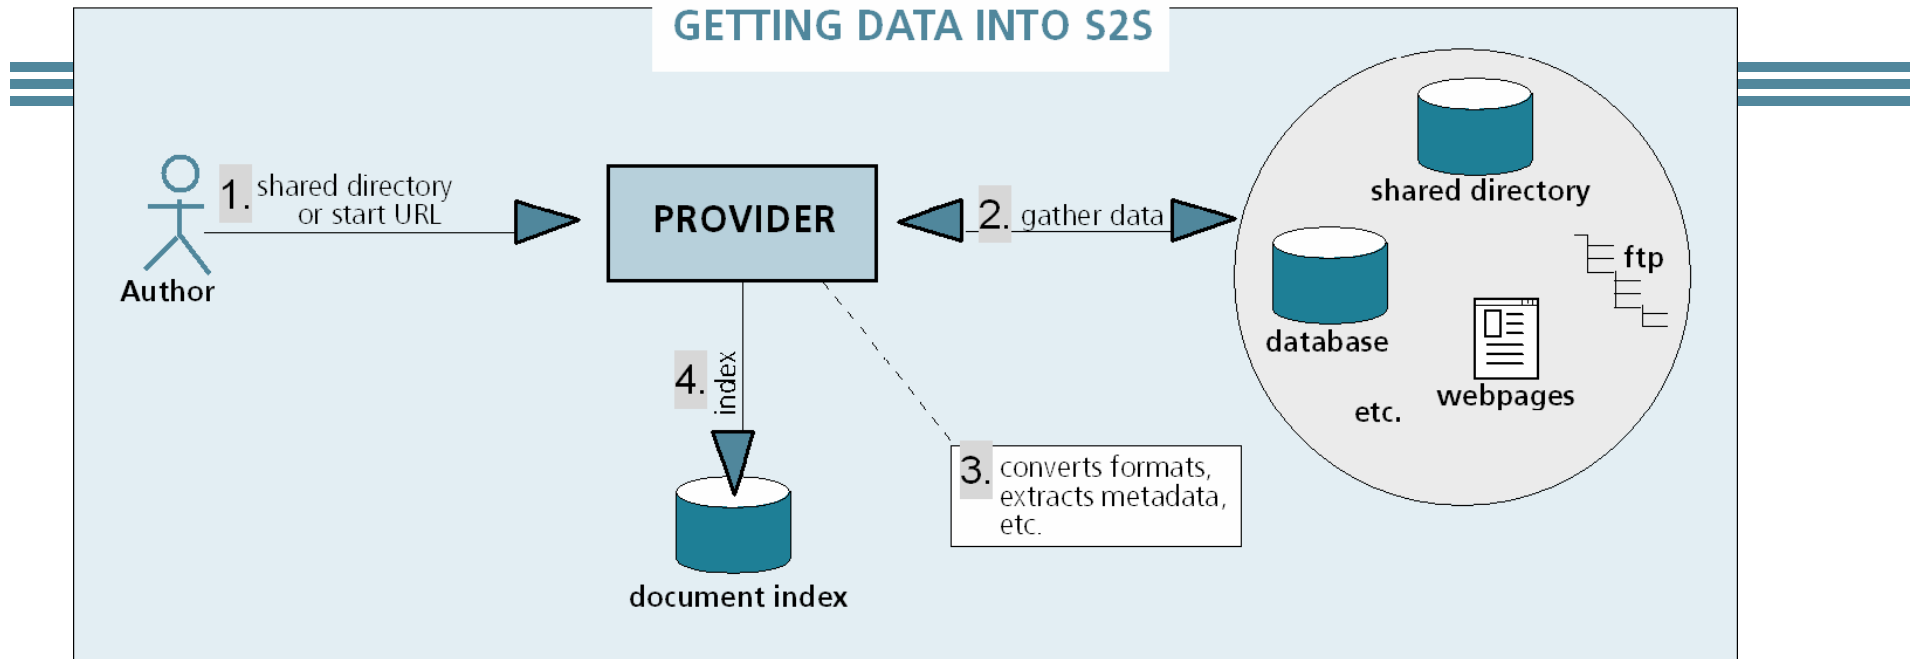 GETTING DATA INTO S2S
1. shared directory
or start URL
Author
PROVIDER
2. gather data
shared directory
ftp
database
webpages
etc.
4. index
3. converts formats,
extracts metadata,
etc.
document index